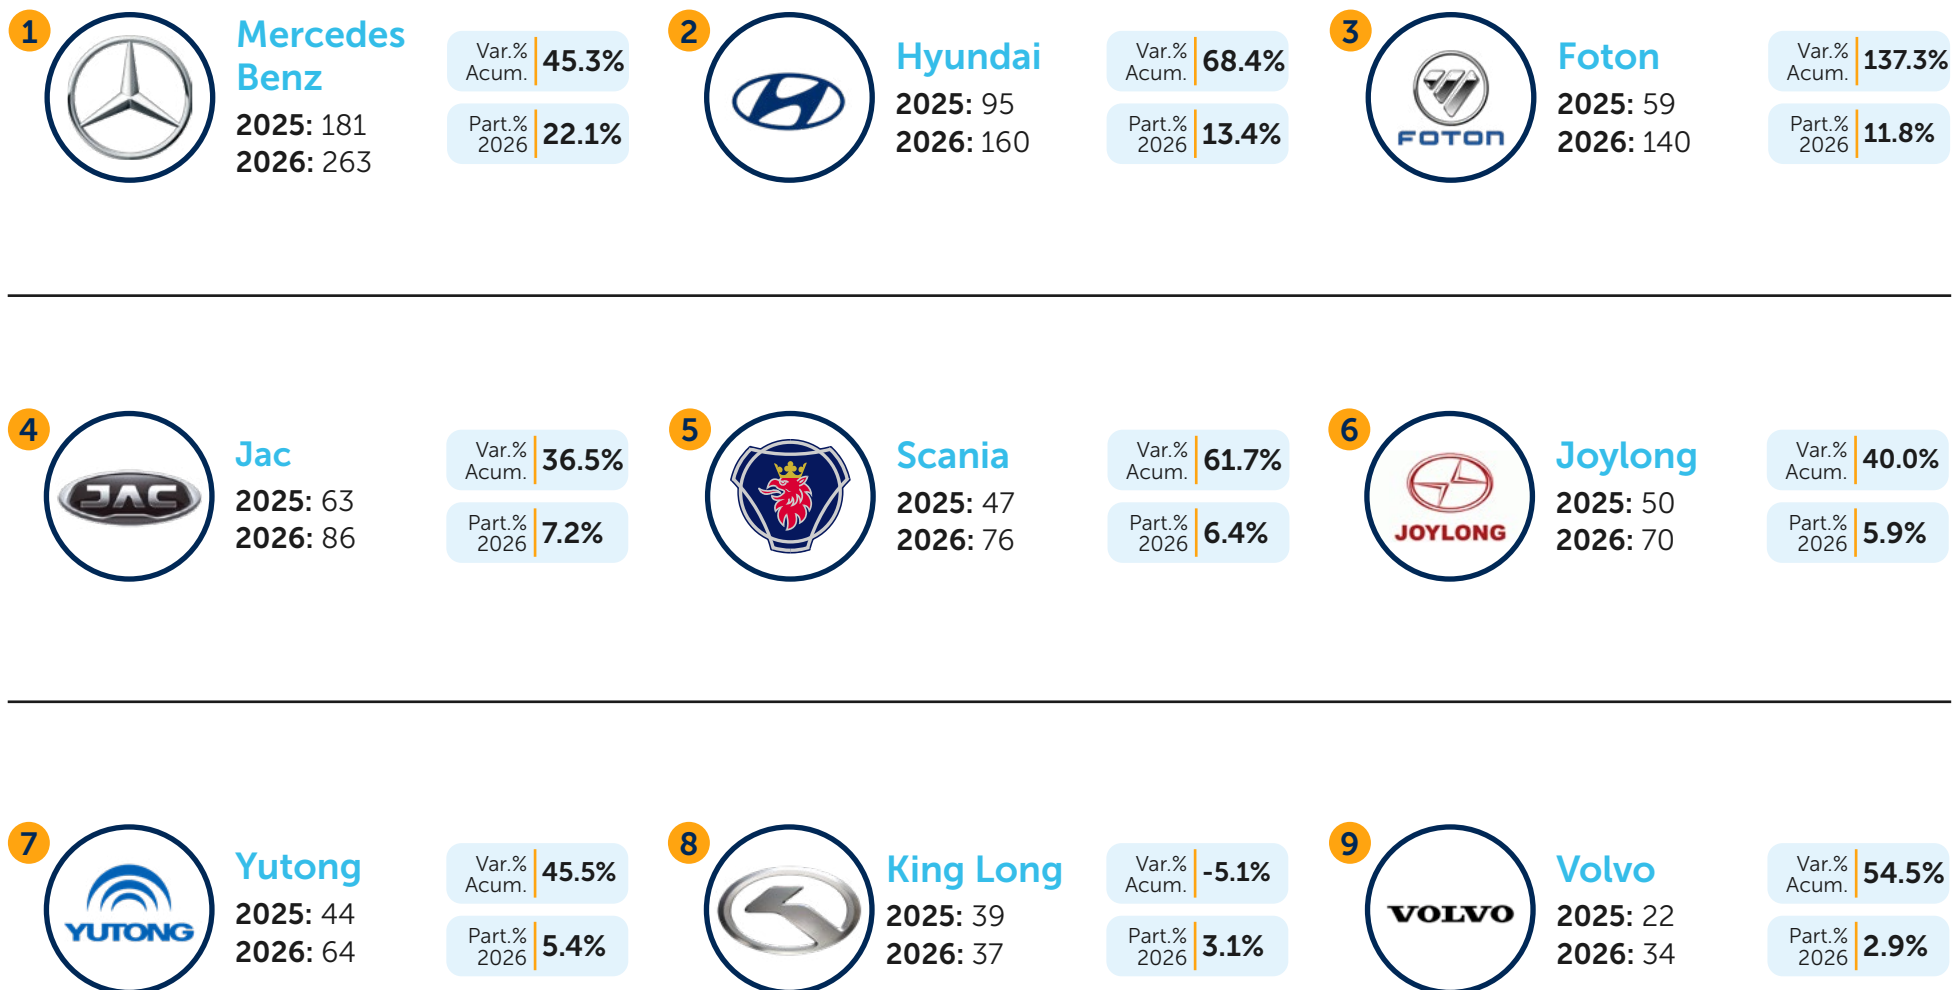 1
Mercedes
Benz
2025: 181
2026: 263
Var.%
Acum.
45.3%
Part.%
2026
22.1%
2
Hyundai
2025: 95
2026: 160
Var.%
Acum.
68.4%
Part.%
2026
13.4%
3
FOTON
Foton
2025: 59
2026: 140
Var.%
Acum.
137.3%
Part.%
2026
11.8%
4
JAC
Jac
2025: 63
2026: 86
Var.%
Acum.
36.5%
Part.%
2026
7.2%
5
Scania
2025: 47
2026: 76
Var.%
Acum.
61.7%
Part.%
2026
6.4%
6
JOYLONG
Joylong
2025: 50
2026: 70
Var.%
Acum.
40.0%
Part.%
2026
5.9%
7
YUTONG
Yutong
2025: 44
2026: 64
Var.%
Acum.
45.5%
Part.%
2026
5.4%
8
King Long
2025: 39
2026: 37
Var.%
Acum.
-5.1%
Part.%
2026
3.1%
9
VOLVO
Volvo
2025: 22
2026: 34
Var.%
Acum.
54.5%
Part.%
2026
2.9%